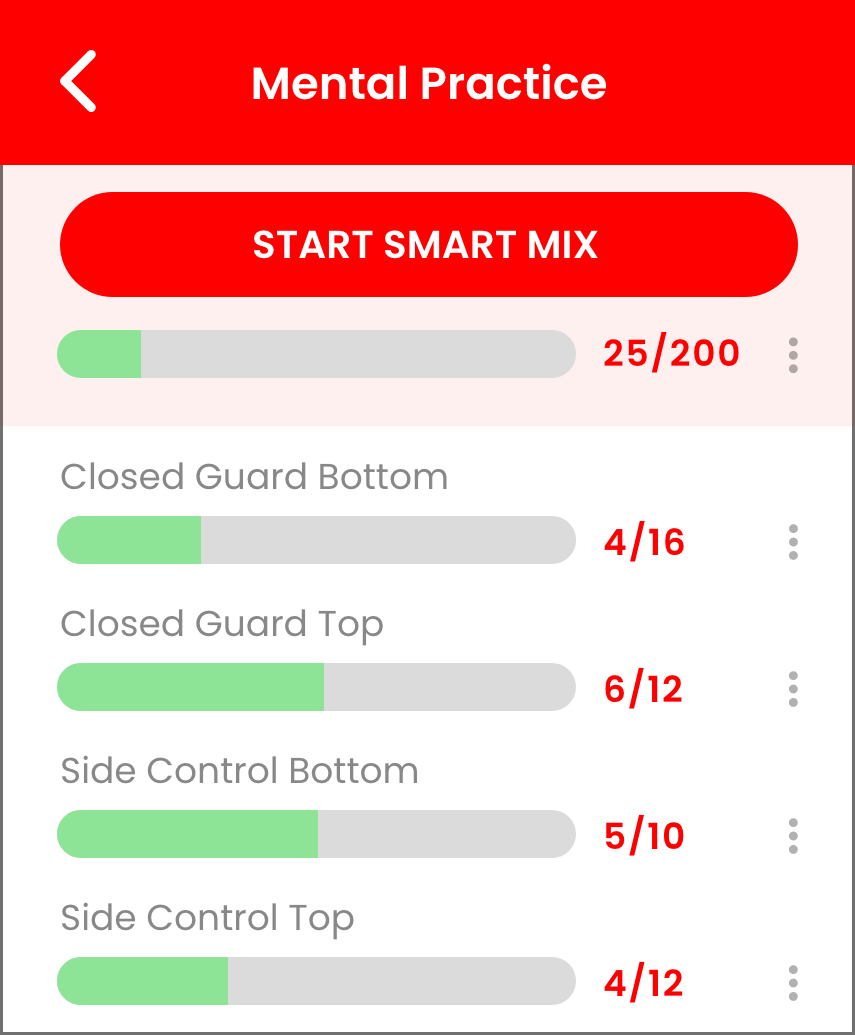 Mental Practice
START SMART MIX
25/200
Closed Guard Bottom
4/16
Closed Guard Top
6/12
Side Control Bottom
5/10
Side Control Top
4/12